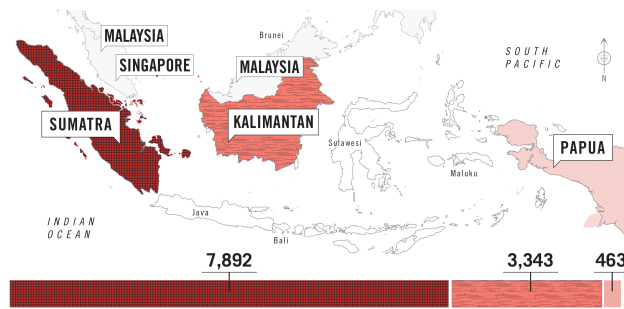 Brunei
MALAYSIA
SOUTH
PACIFIC
SINGAPORE
MALAYSIA
N
SUMATRA
KALIMANTAN
Sulawesi
PAPUA
Maluku
Java
INDIAN
OCEAN
Bali
7,892
3,343
463